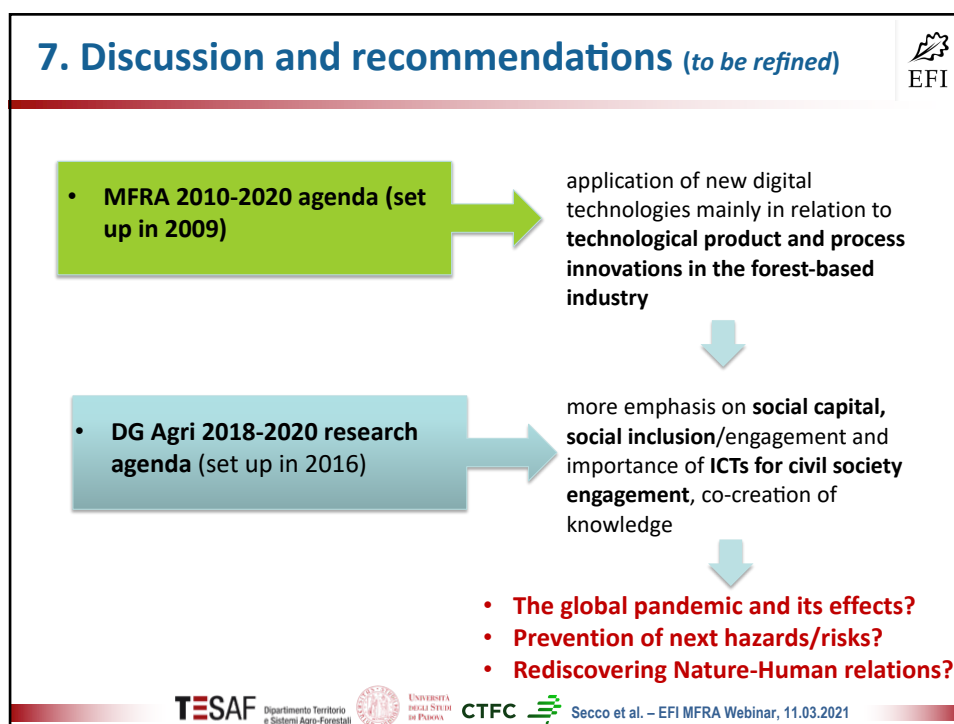 7. Discussion and recommendations (to be refined)
EFI
• MFRA 2010-2020 agenda (set
up in 2009)
application of new digital
technologies mainly in relation to
technological product and process
innovations in the forest-based
industry
• DG Agri 2018-2020 research
agenda (set up in 2016)
more emphasis on social capital,
social inclusion/engagement and
importance of ICTs for civil society
engagement, co-creation of
knowledge
• The global pandemic and its effects?
• Prevention of next hazards/risks?
• Rediscovering Nature-Human relations?
TESAF Dipartimento Territorio
e Sistemi Agro-Forestali
Università
degli Studi
di Padova
CTFC
Secco et al. – EFI MFRA Webinar, 11.03.2021